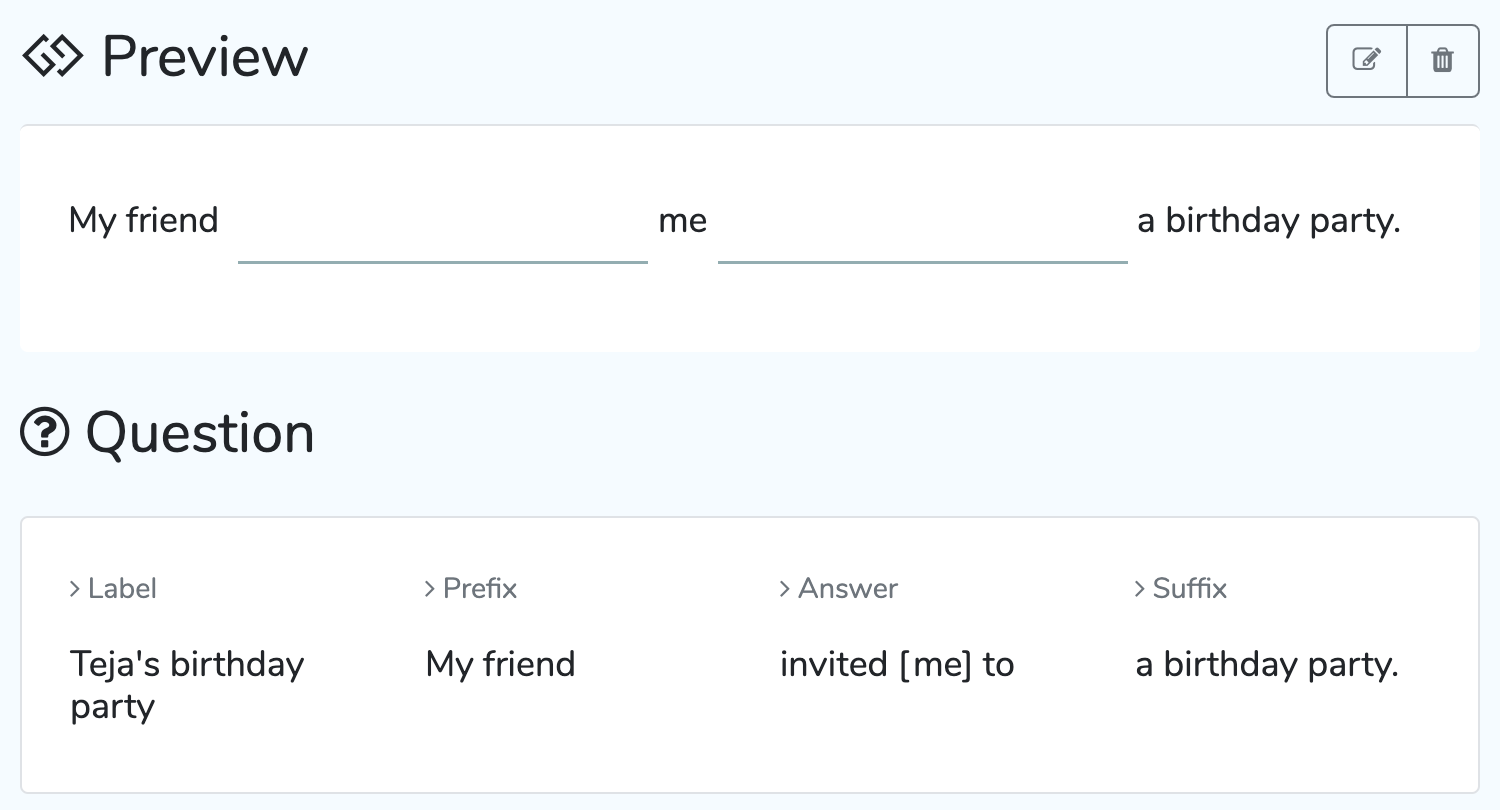 Preview
My friend me a birthday party.
Question
Label Prefix Answer Suffix
Teja's birthday My friend invited [me] to a birthday party.
party